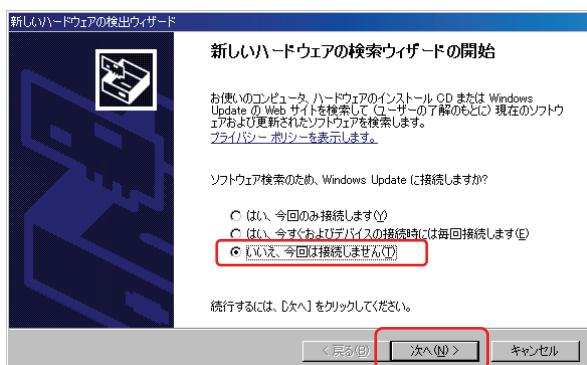 新しいハードウェアの検出ウィザード
新しいハードウェアの検索ウィザードの開始
お使いのコンピュータ、ハードウェアのインストール CD または Windows
Update の Web サイトを検索して (ユーザーの了解のもとに) 現在のソフトウ
ェアおよび更新されたソフトウェアを検索します。
プライバシー ポリシーを表示します。
ソフトウェア検索のため、Windows Update に接続しますか?
はい、今回のみ接続します(Y)
はい、今すぐおよびデバイスの接続時には毎回接続します(E)
いいえ、今回は接続しません(T)
続行するには、[次へ] をクリックしてください。
< 戻る(B) 次へ(N) > キャンセル